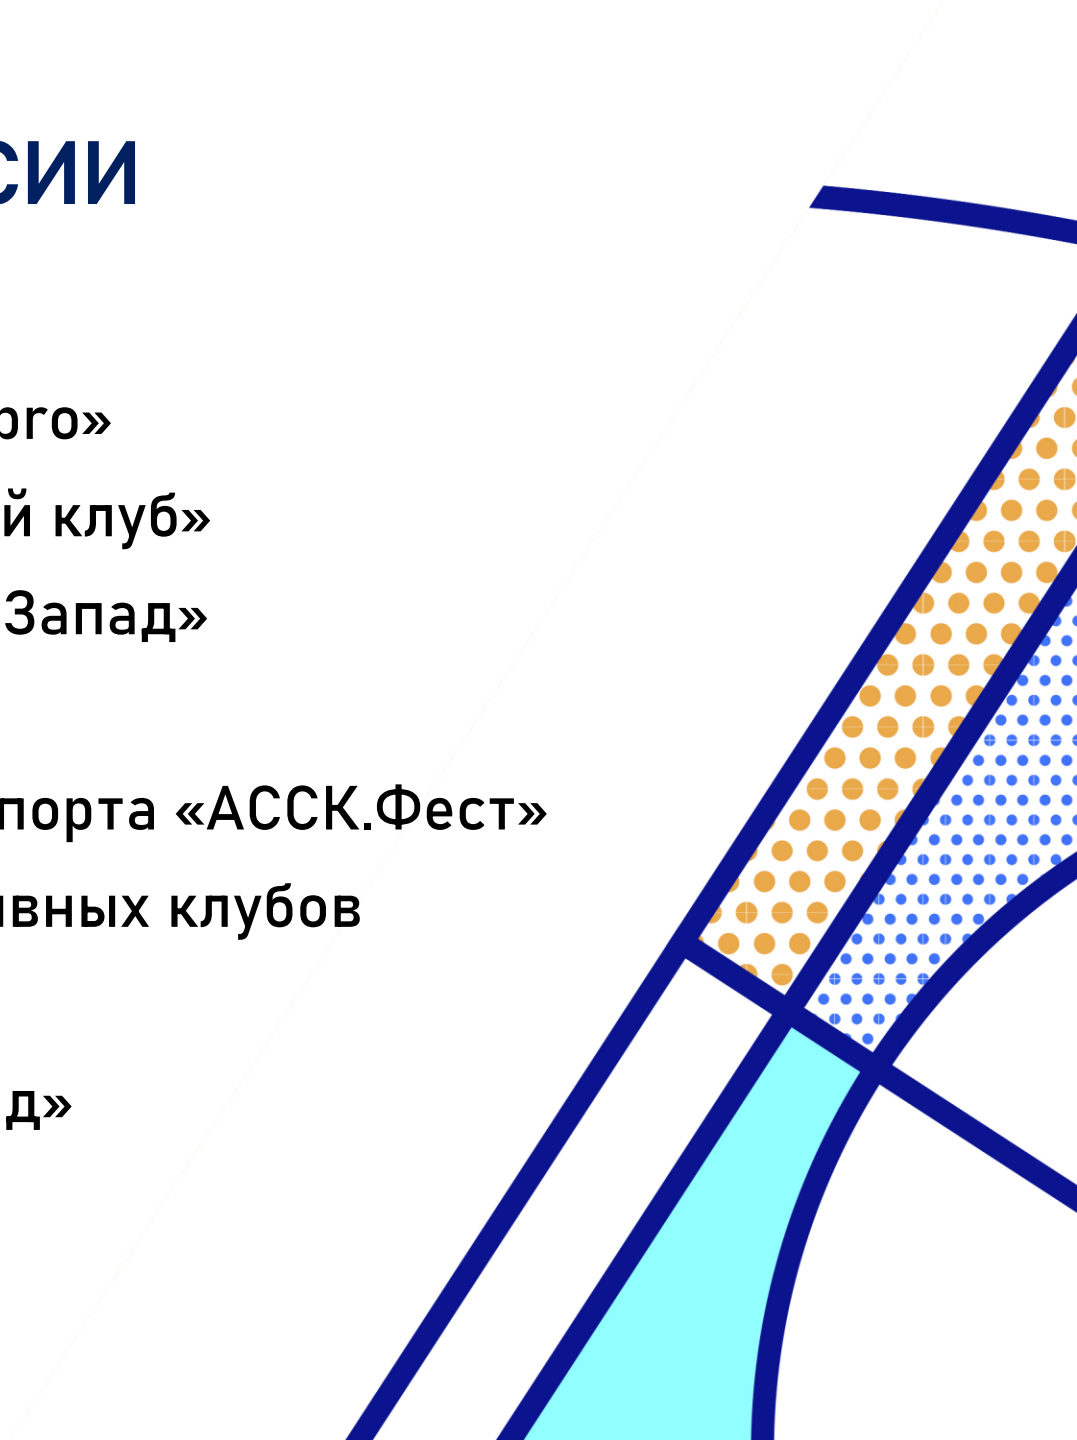 СИИ
pro»
й клуб»
Запад»
порта «АССК.Фест»
ивных клубов
д»